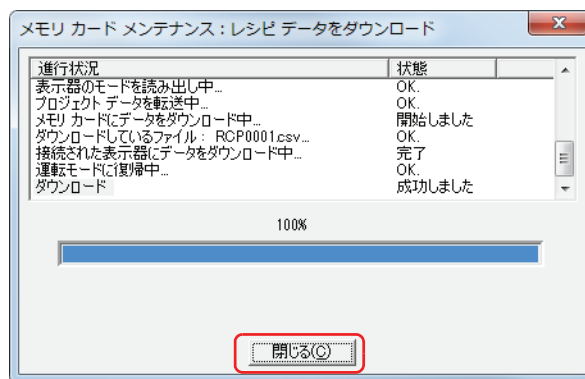 メモリ カード メンテナンス：レシピ データをダウンロード
進行状況 状態
表示器のモードを読み出し中... OK.
プロジェクト データを転送中... OK.
メモリ カードにデータをダウンロード中... 開始しました
ダウンロードしているファイル： RCP0001.csv... OK.
接続された表示器にデータをダウンロード中... 完了
運転モードに復帰中... OK.
ダウンロード 成功しました
100%
閉じる(C)